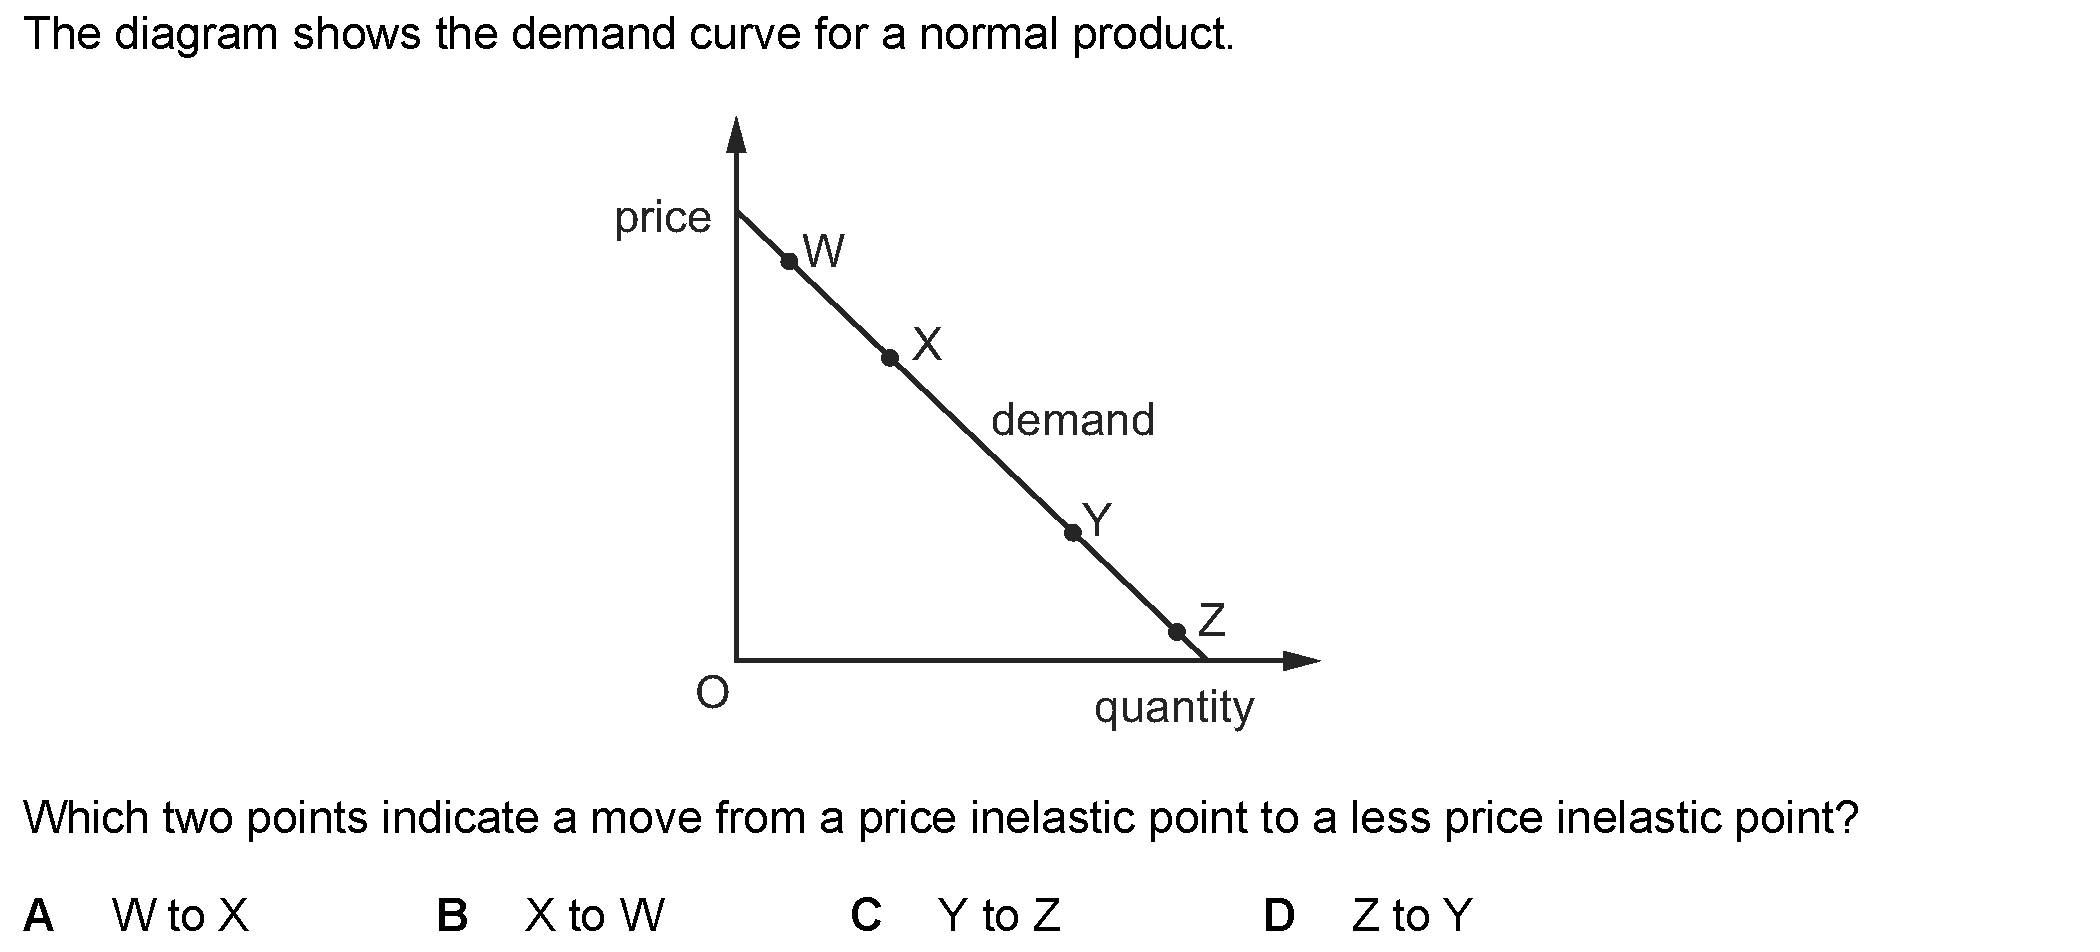 The diagram shows the demand curve for a normal product.
price
W
X
demand
Y
Z
O
quantity
Which two points indicate a move from a price inelastic point to a less price inelastic point?
A W to X B X to W C Y to Z D Z to Y